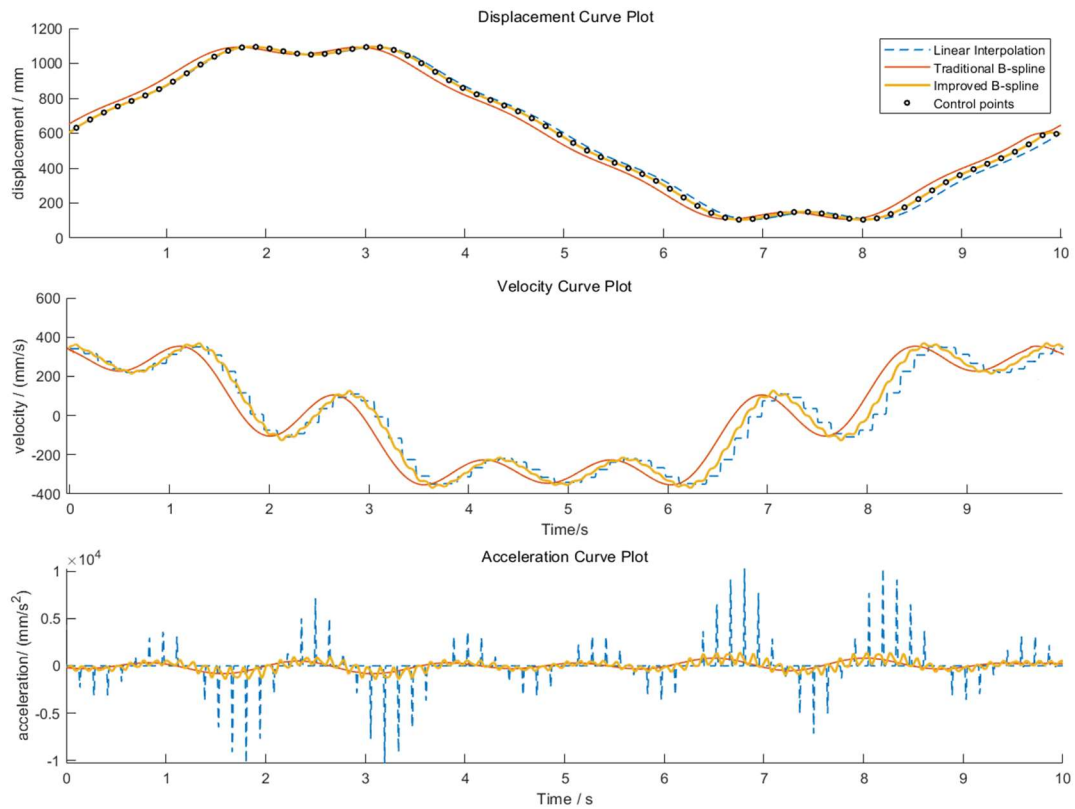 Displacement Curve Plot
1200
1000
800
600
400
200
0
displacement / mm
Linear Interpolation
Traditional B-spline
Improved B-spline
Control points
1 2 3 4 5 6 7 8 9 10
Velocity Curve Plot
600
400
200
0
-200
-400
velocity / (mm/s)
0 1 2 3 4 5 6 7 8 9
Time/s
Acceleration Curve Plot
×10⁴
1
0.5
0
-0.5
-1
acceleration/ (mm/s²)
0 1 2 3 4 5 6 7 8 9 10
Time / s